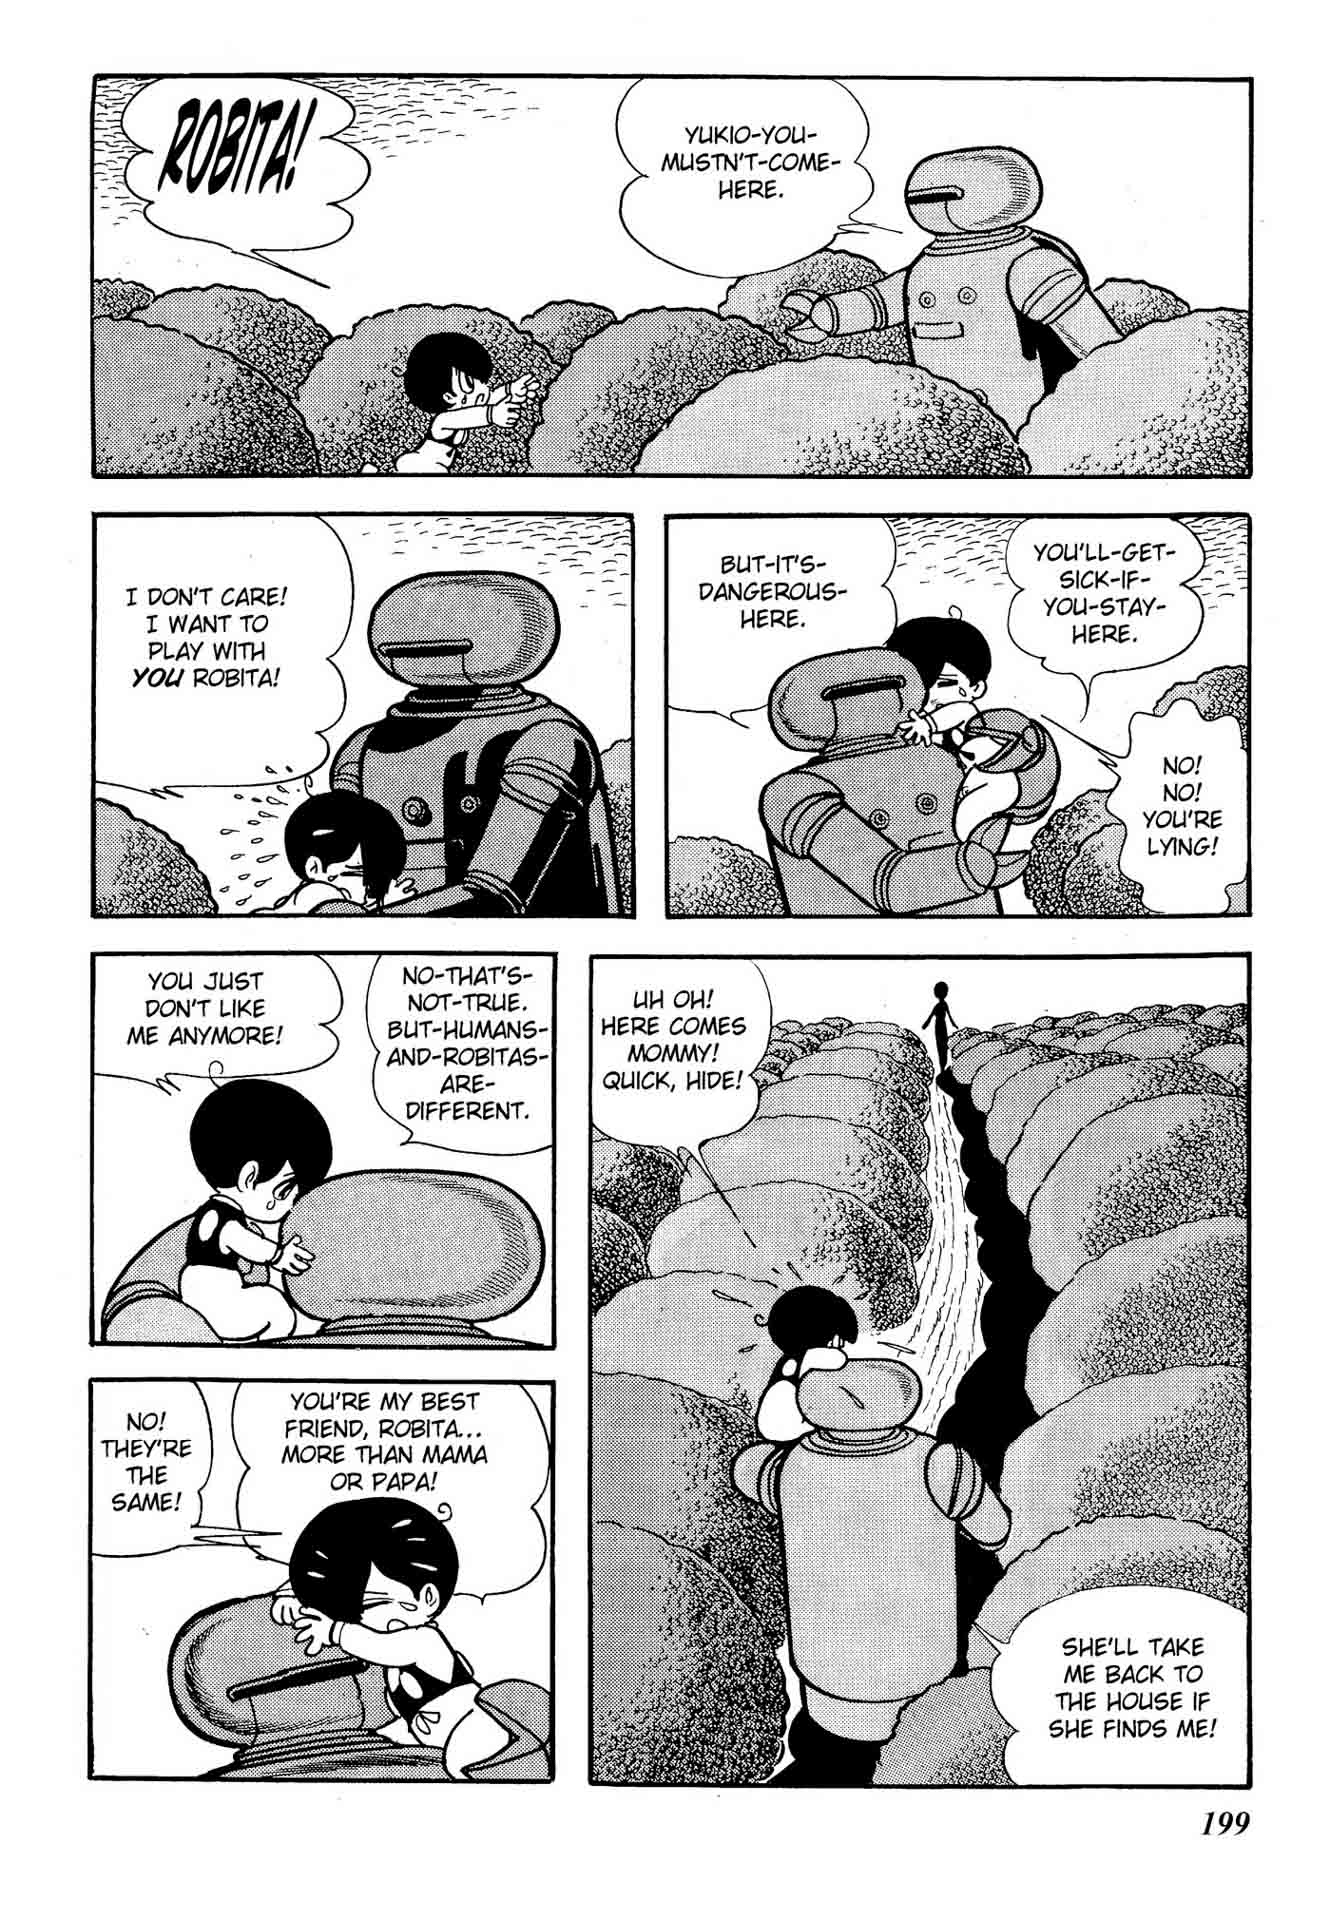 ROBITA!
YUKIO-YOU-
MUSTN'T-COME-
HERE.
I DON'T CARE!
I WANT TO
PLAY WITH
YOU ROBITA!
BUT-IT'S-
DANGEROUS-
HERE.
YOU'LL-GET-
SICK-IF-
YOU-STAY-
HERE.
NO!
NO!
YOU'RE
LYING!
YOU JUST
DON'T LIKE
ME ANYMORE!
NO-THAT'S-
NOT-TRUE.
BUT-HUMANS-
AND-ROBITAS-
ARE-
DIFFERENT.
NO!
THEY'RE
THE
SAME!
YOU'RE MY BEST
FRIEND, ROBITA...
MORE THAN MAMA
OR PAPA!
UH OH!
HERE COMES
MOMMY!
QUICK, HIDE!
SHE'LL TAKE
ME BACK TO
THE HOUSE IF
SHE FINDS ME!
199